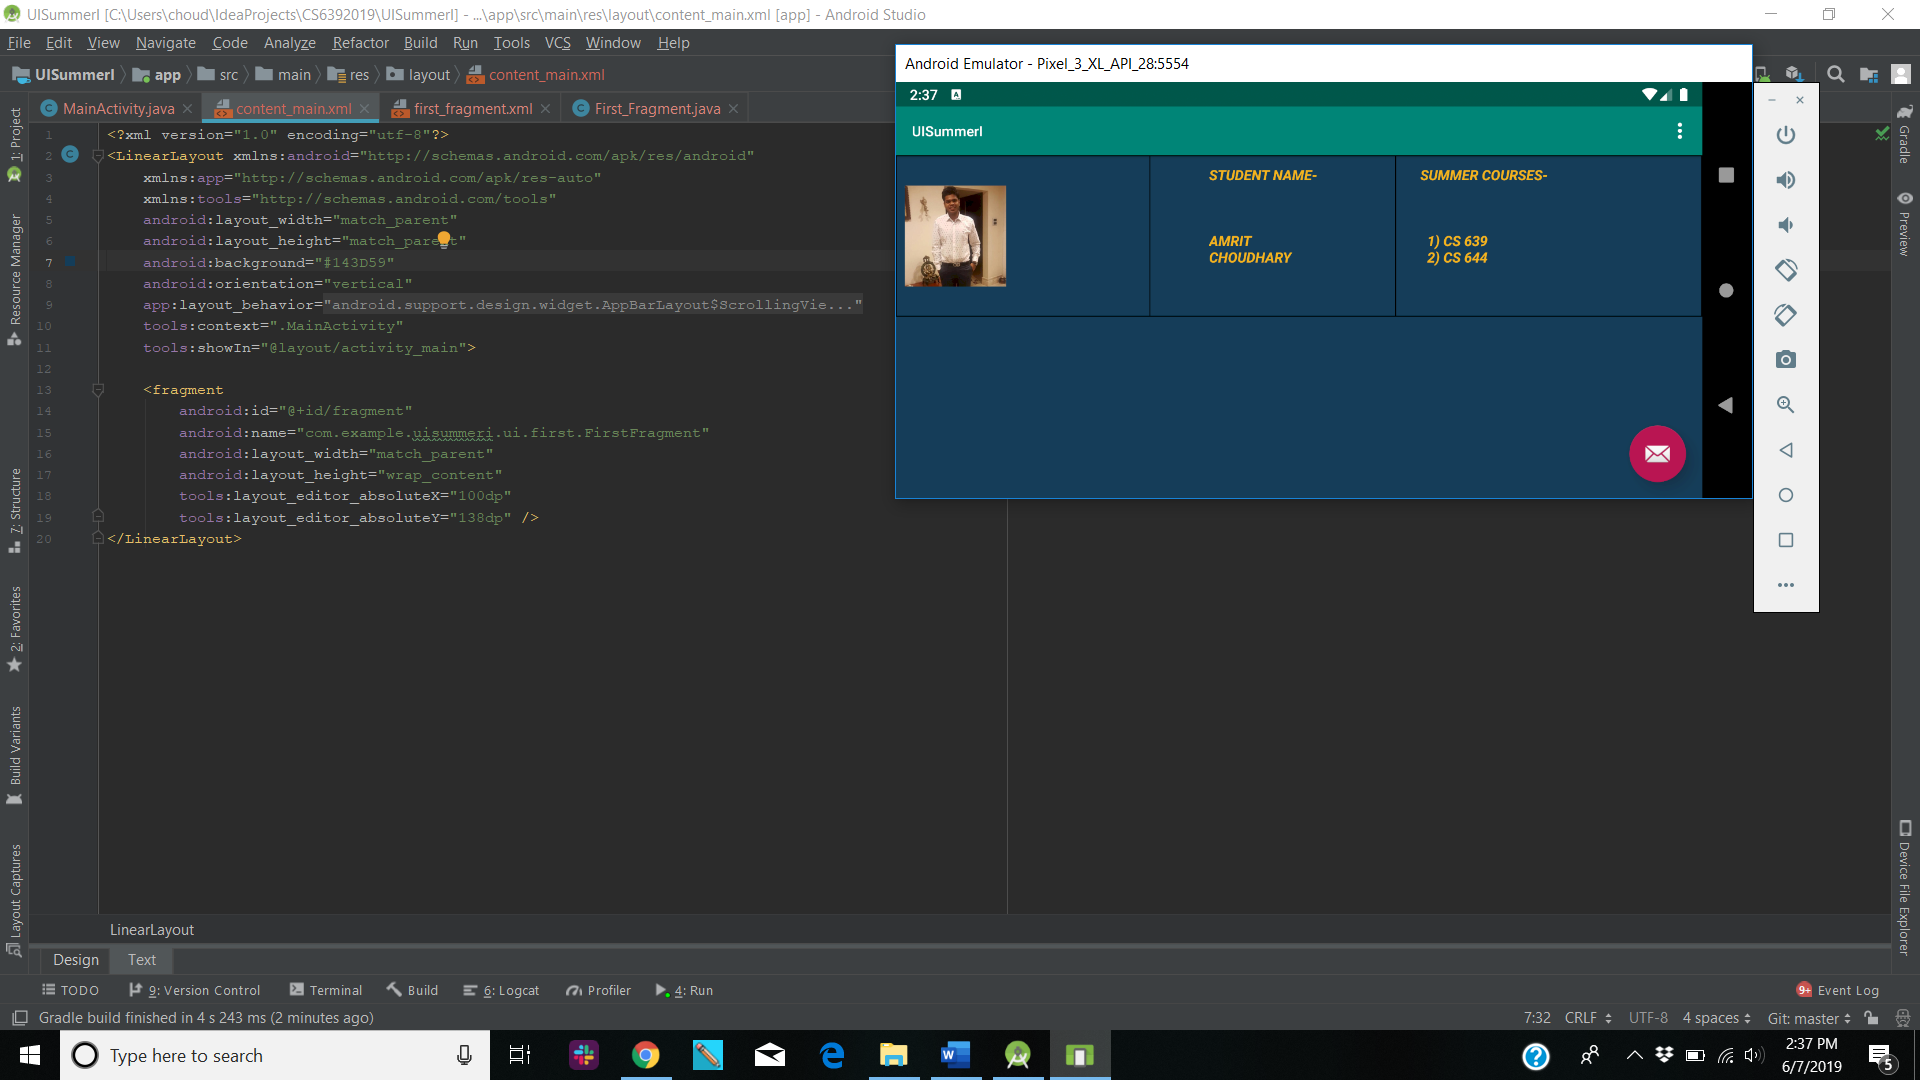 UISummerI [C:\Users\choud\IdeaProjects\CS6392019\UISummerI] - ...\app\src\main\res\layout\content_main.xml [app] - Android Studio
File Edit View Navigate Code Analyze Refactor Build Run Tools VCS Window Help
UISummerI app src main res layout content_main.xml
MainActivity.java content_main.xml first_fragment.xml First_Fragment.java
1 <?xml version="1.0" encoding="utf-8"?>
2 <LinearLayout xmlns:android="http://schemas.android.com/apk/res/android"
3 xmlns:app="http://schemas.android.com/apk/res-auto"
4 xmlns:tools="http://schemas.android.com/tools"
5 android:layout_width="match_parent"
6 android:layout_height="match_parent"
7 android:background="#143D59"
8 android:orientation="vertical"
9 app:layout_behavior="android.support.design.widget.AppBarLayout$ScrollingVie..."
10 tools:context=".MainActivity"
11 tools:showIn="@layout/activity_main">
12
13 <fragment
14 android:id="@+id/fragment"
15 android:name="com.example.uisummeri.ui.first.FirstFragment"
16 android:layout_width="match_parent"
17 android:layout_height="wrap_content"
18 tools:layout_editor_absoluteX="100dp"
19 tools:layout_editor_absoluteY="138dp" />
20 </LinearLayout>
1: Project
Resource Manager
7: Structure
2: Favorites
Build Variants
Layout Captures
Android Emulator - Pixel_3_XL_API_28:5554
2:37 A
UISummerI
STUDENT NAME-
AMRIT
CHOUDHARY
SUMMER COURSES-
1) CS 639
2) CS 644
Gradle
Preview
Device File Explorer
LinearLayout
Design Text
TODO 9: Version Control Terminal Build 6: Logcat Profiler 4: Run 9+ Event Log
Gradle build finished in 4 s 243 ms (2 minutes ago) 7:32 CRLF UTF-8 4 spaces Git: master
Type here to search
2:37 PM
6/7/2019
5